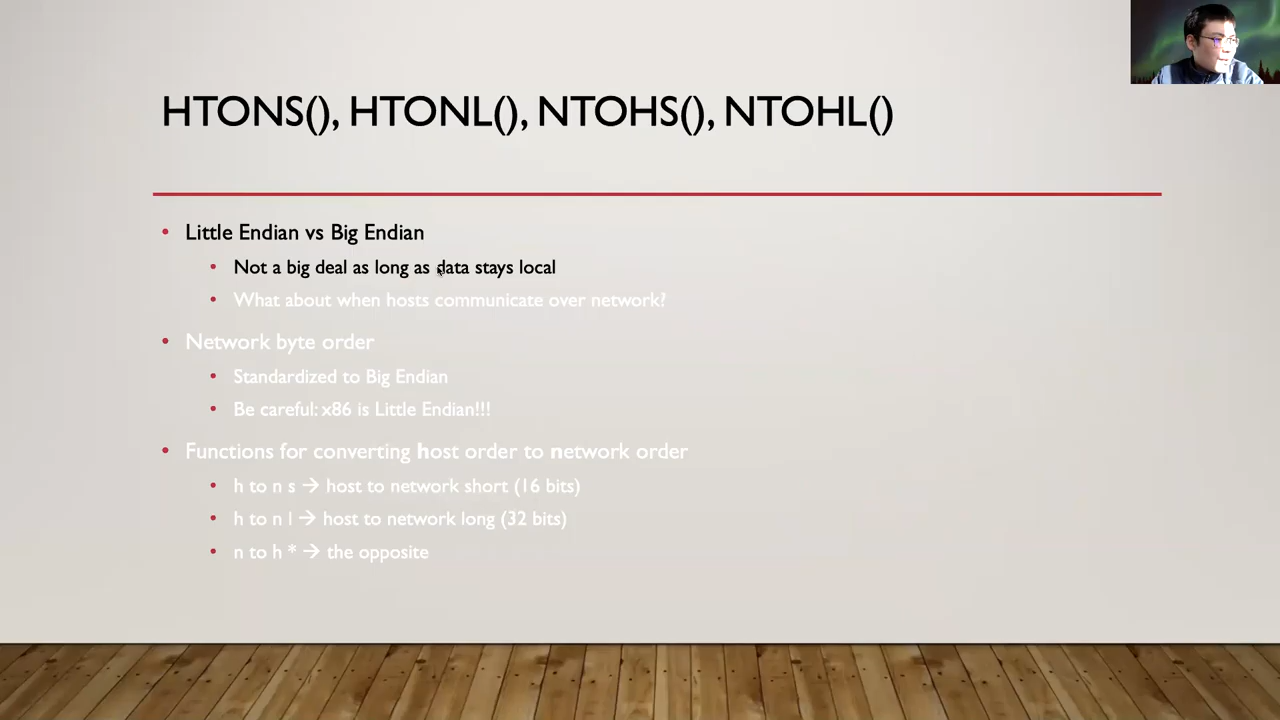 HTONS(), HTONL(), NTOHS(), NTOHL()
• Little Endian vs Big Endian
• Not a big deal as long as data stays local
• What about when hosts communicate over network?
• Network byte order
• Standardized to Big Endian
• Be careful: x86 is Little Endian!!!
• Functions for converting host order to network order
• h to n s → host to network short (16 bits)
• h to n l → host to network long (32 bits)
• n to h * → the opposite